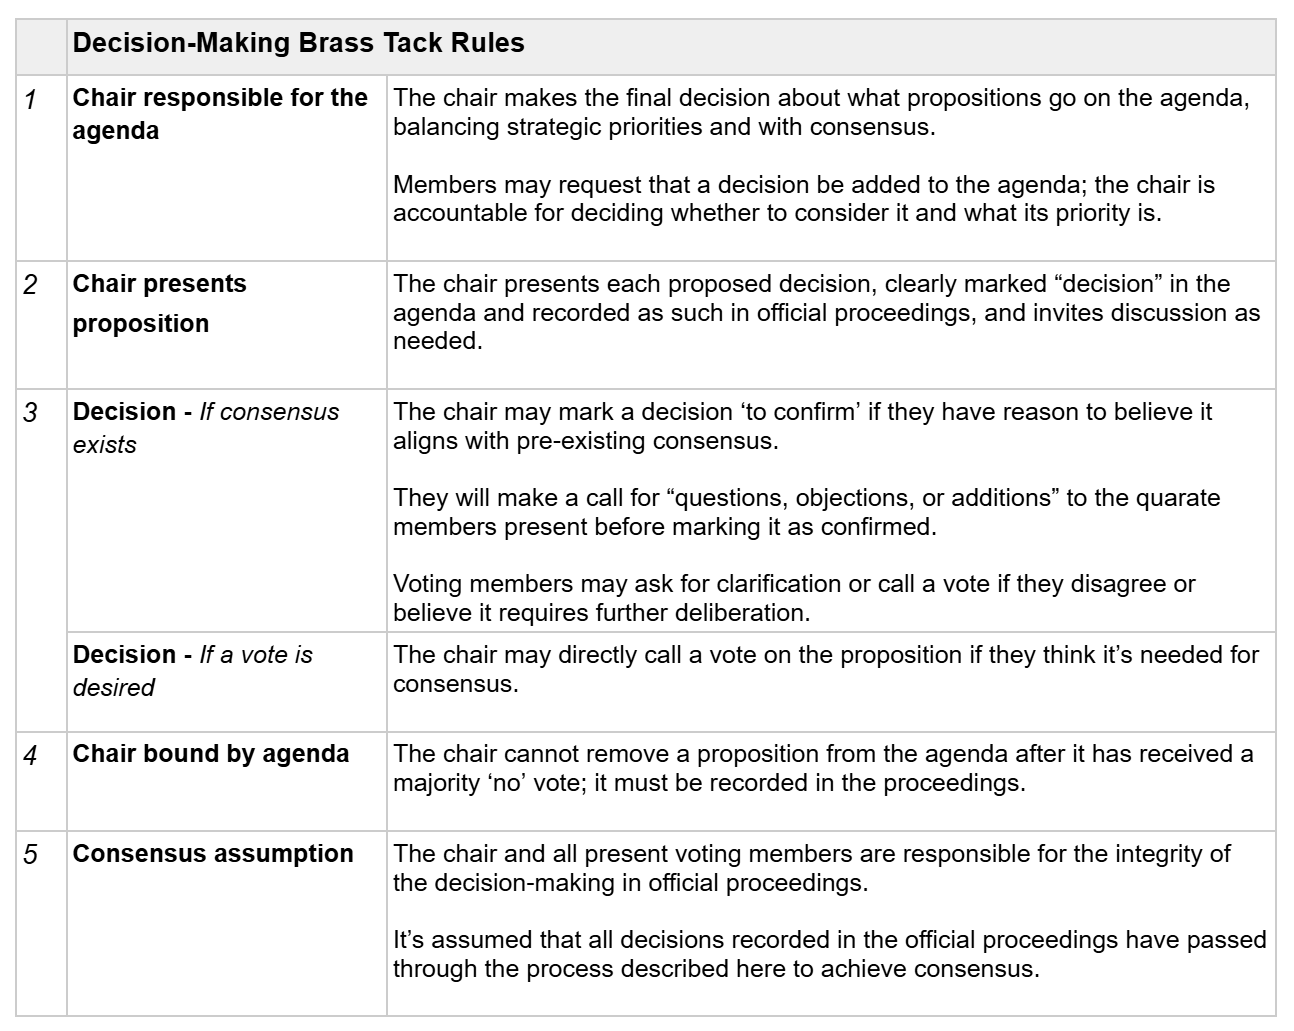 Decision-Making Brass Tack Rules
1
Chair responsible for the
agenda
The chair makes the final decision about what propositions go on the agenda,
balancing strategic priorities and with consensus.
Members may request that a decision be added to the agenda; the chair is
accountable for deciding whether to consider it and what its priority is.
2
Chair presents
proposition
The chair presents each proposed decision, clearly marked “decision” in the
agenda and recorded as such in official proceedings, and invites discussion as
needed.
3
Decision - If consensus
exists
The chair may mark a decision ‘to confirm’ if they have reason to believe it
aligns with pre-existing consensus.
They will make a call for “questions, objections, or additions” to the quarate
members present before marking it as confirmed.
Voting members may ask for clarification or call a vote if they disagree or
believe it requires further deliberation.
Decision - If a vote is
desired
The chair may directly call a vote on the proposition if they think it’s needed for
consensus.
4
Chair bound by agenda
The chair cannot remove a proposition from the agenda after it has received a
majority ‘no’ vote; it must be recorded in the proceedings.
5
Consensus assumption
The chair and all present voting members are responsible for the integrity of
the decision-making in official proceedings.
It’s assumed that all decisions recorded in the official proceedings have passed
through the process described here to achieve consensus.